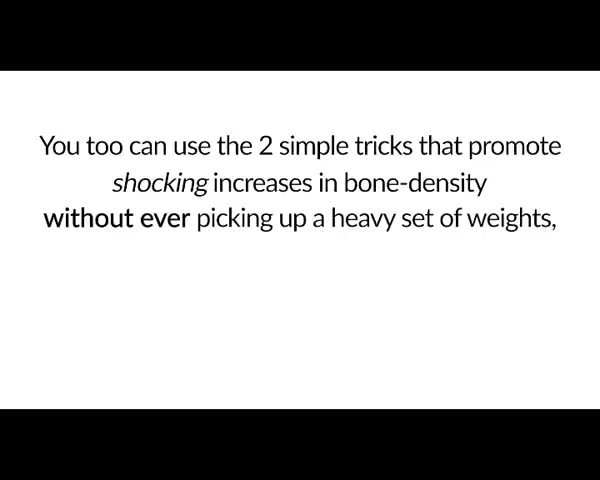 You too can use the 2 simple tricks that promote
shocking increases in bone-density
without ever picking up a heavy set of weights,